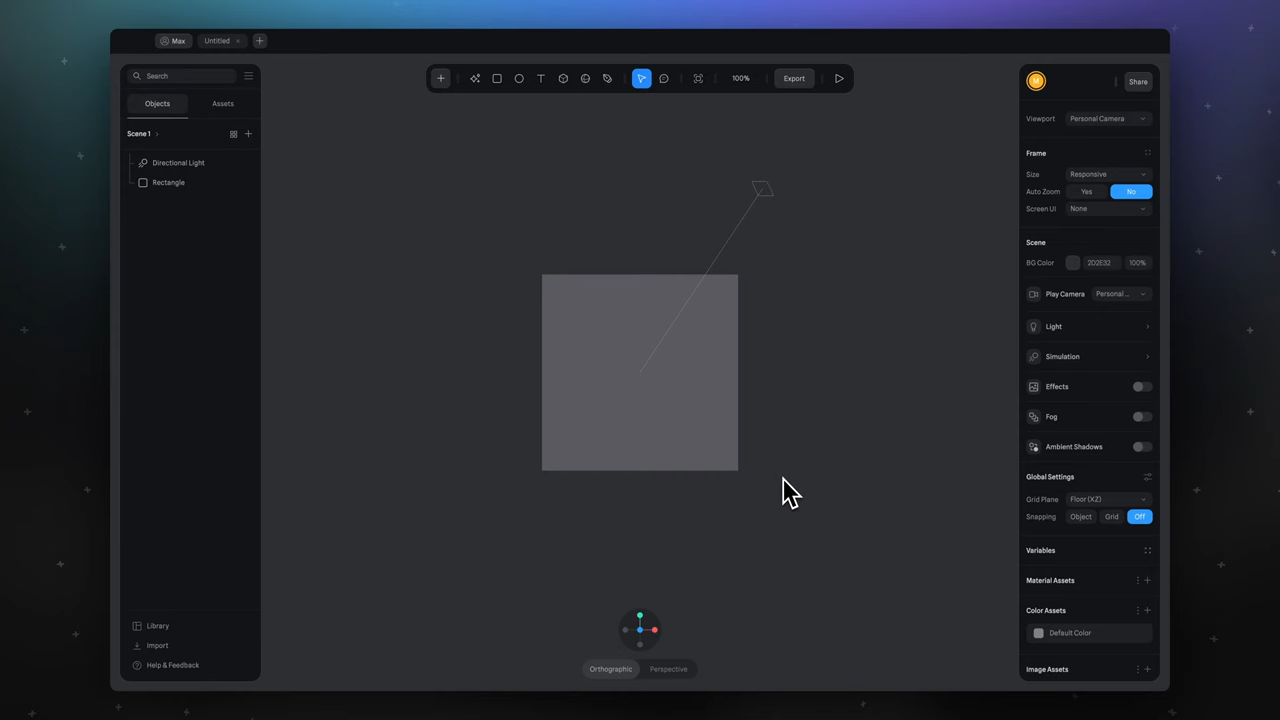 Max
Untitled
Search
Objects Assets
Scene 1
Directional Light
Rectangle
Library
Import
Help & Feedback
100%
Export
Orthographic Perspective
M
Share
Viewport Personal Camera
Frame
Size Responsive
Auto Zoom Yes No
Screen UI None
Scene
BG Color 2D2E32 100%
Play Camera Personal ...
Light
Simulation
Effects
Fog
Ambient Shadows
Global Settings
Grid Plane Floor (XZ)
Snapping Object Grid Off
Variables
Material Assets
Color Assets
Default Color
Image Assets